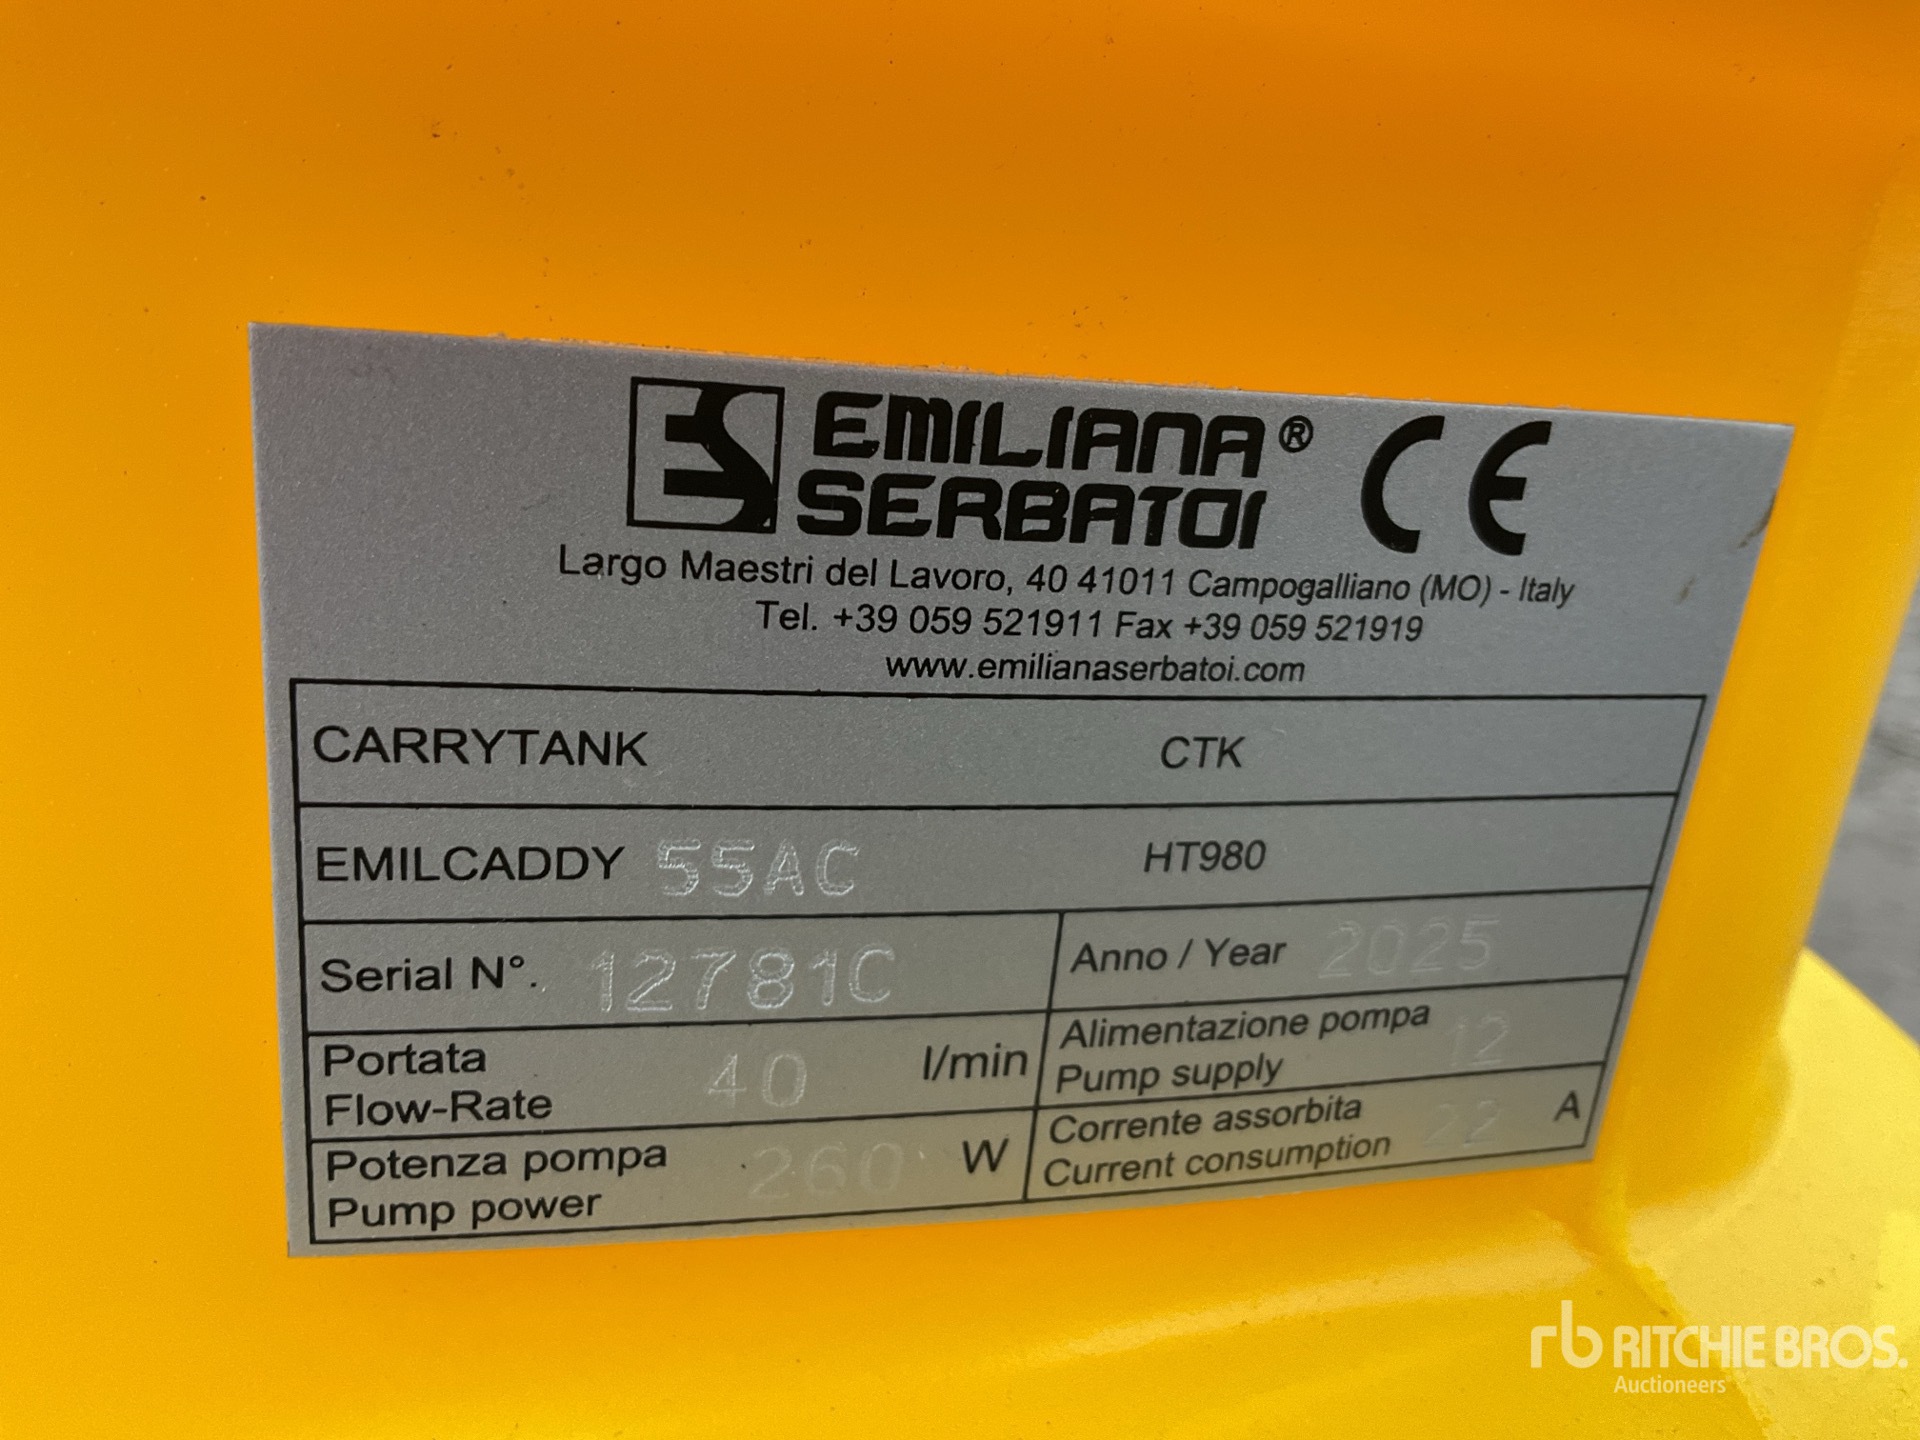 ES EMILIANA® CE
SERBATOI
Largo Maestri del Lavoro, 40 41011 Campogalliano (MO) - Italy
Tel. +39 059 521911 Fax +39 059 521919
www.emilianaserbatoi.com
CARRYTANK CTK
EMILCADDY 55AC HT980
Serial N°. 12781C
Anno / Year 2025
Portata
Flow-Rate 40 l/min
Alimentazione pompa
Pump supply 12
Potenza pompa
Pump power 260 W
Corrente assorbita
Current consumption 22 A
rb RITCHIE BROS.
Auctioneers